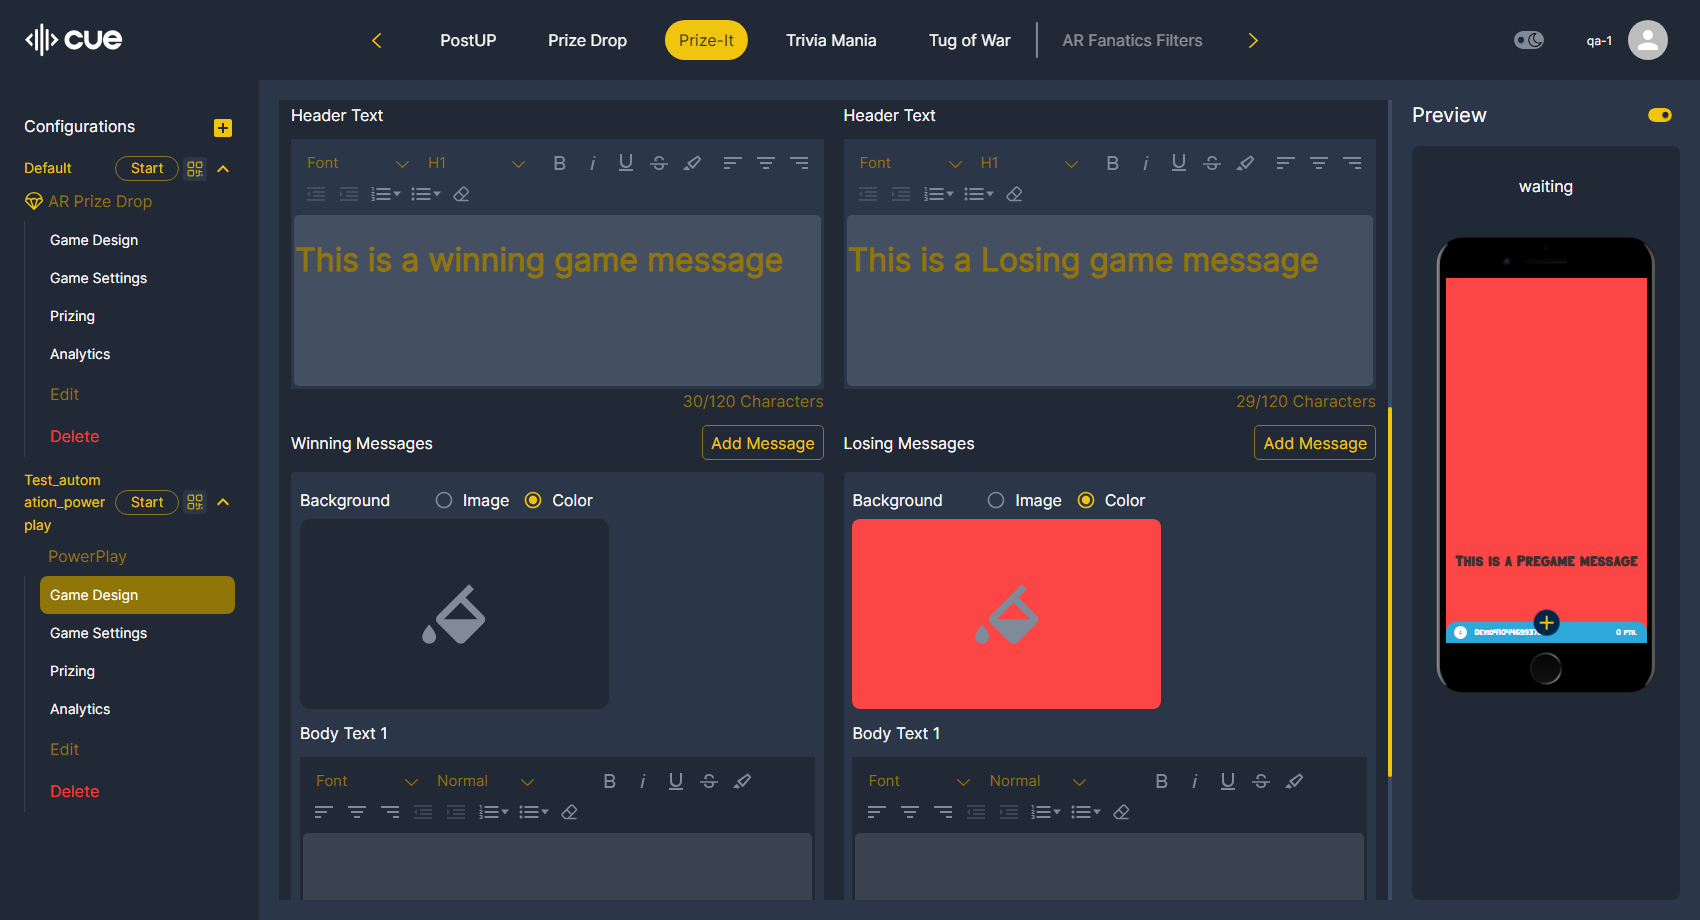 cue
PostUP
Prize Drop
Prize-It
Trivia Mania
Tug of War
AR Fanatics Filters
qa-1
Configurations
Default
Start
AR Prize Drop
Game Design
Game Settings
Prizing
Analytics
Edit
Delete
Test_autom
ation_power
play
Start
PowerPlay
Game Design
Game Settings
Prizing
Analytics
Edit
Delete
Header Text
Font
H1
B i U S
This is a winning game message
30/120 Characters
Winning Messages
Add Message
Background
Image
Color
Body Text 1
Font
Normal
B i U S
Header Text
Font
H1
B i U S
This is a Losing game message
29/120 Characters
Losing Messages
Add Message
Background
Image
Color
Body Text 1
Font
Normal
B i U S
Preview
waiting
This is a Pregame message
0 PTS.